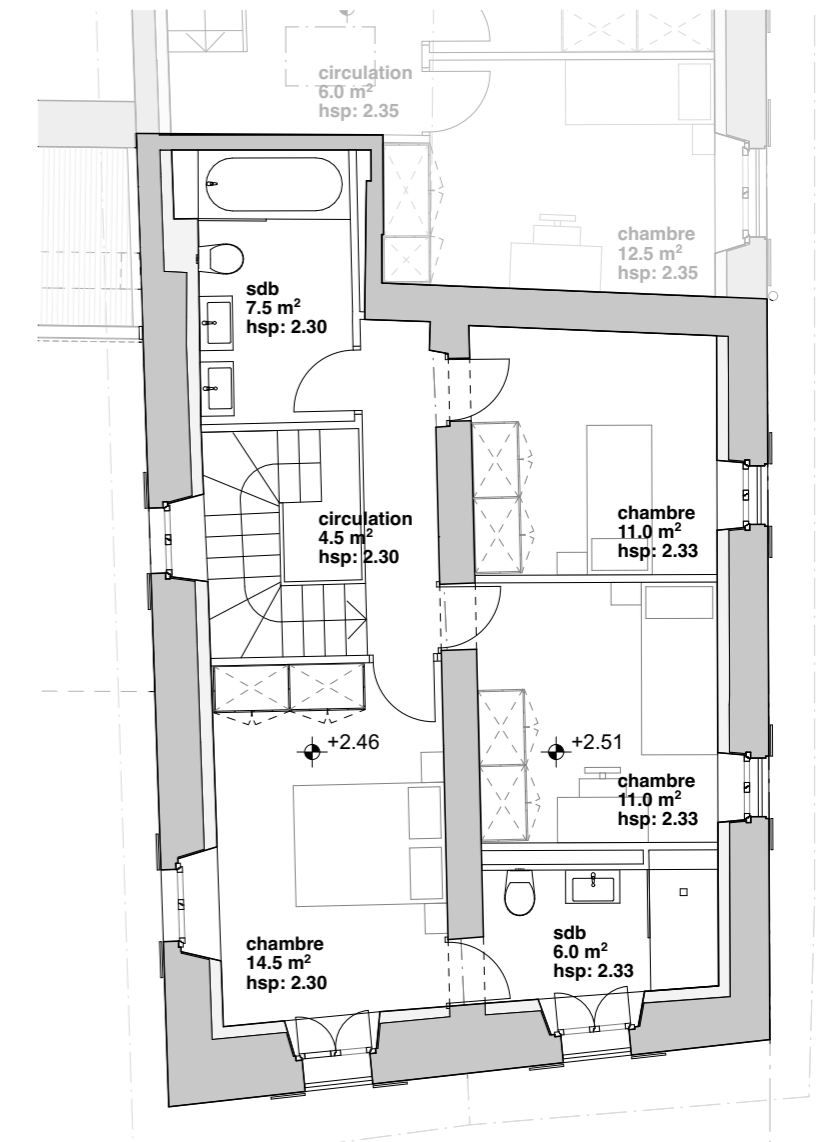 circulation
6.0 m²
hsp: 2.35
chambre
12.5 m²
hsp: 2.35
sdb
7.5 m²
hsp: 2.30
circulation
4.5 m²
hsp: 2.30
chambre
11.0 m²
hsp: 2.33
+2.46
+2.51
chambre
11.0 m²
hsp: 2.33
chambre
14.5 m²
hsp: 2.30
sdb
6.0 m²
hsp: 2.33